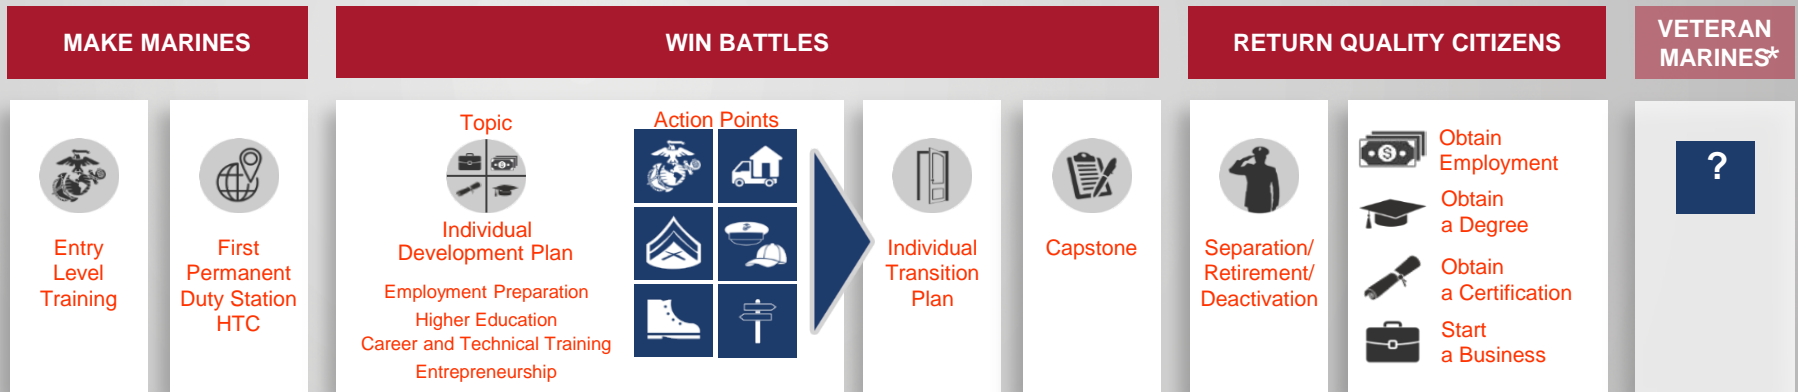 MAKE MARINES
WIN BATTLES
RETURN QUALITY CITIZENS
VETERAN
MARINES*
Entry
Level
Training
First
Permanent
Duty Station
HTC
Topic
Individual
Development Plan
Employment Preparation
Higher Education
Career and Technical Training
Entrepreneurship
Action Points
Individual
Transition
Plan
Capstone
Separation/
Retirement/
Deactivation
Obtain
Employment
Obtain
a Degree
Obtain
a Certification
Start
a Business
?